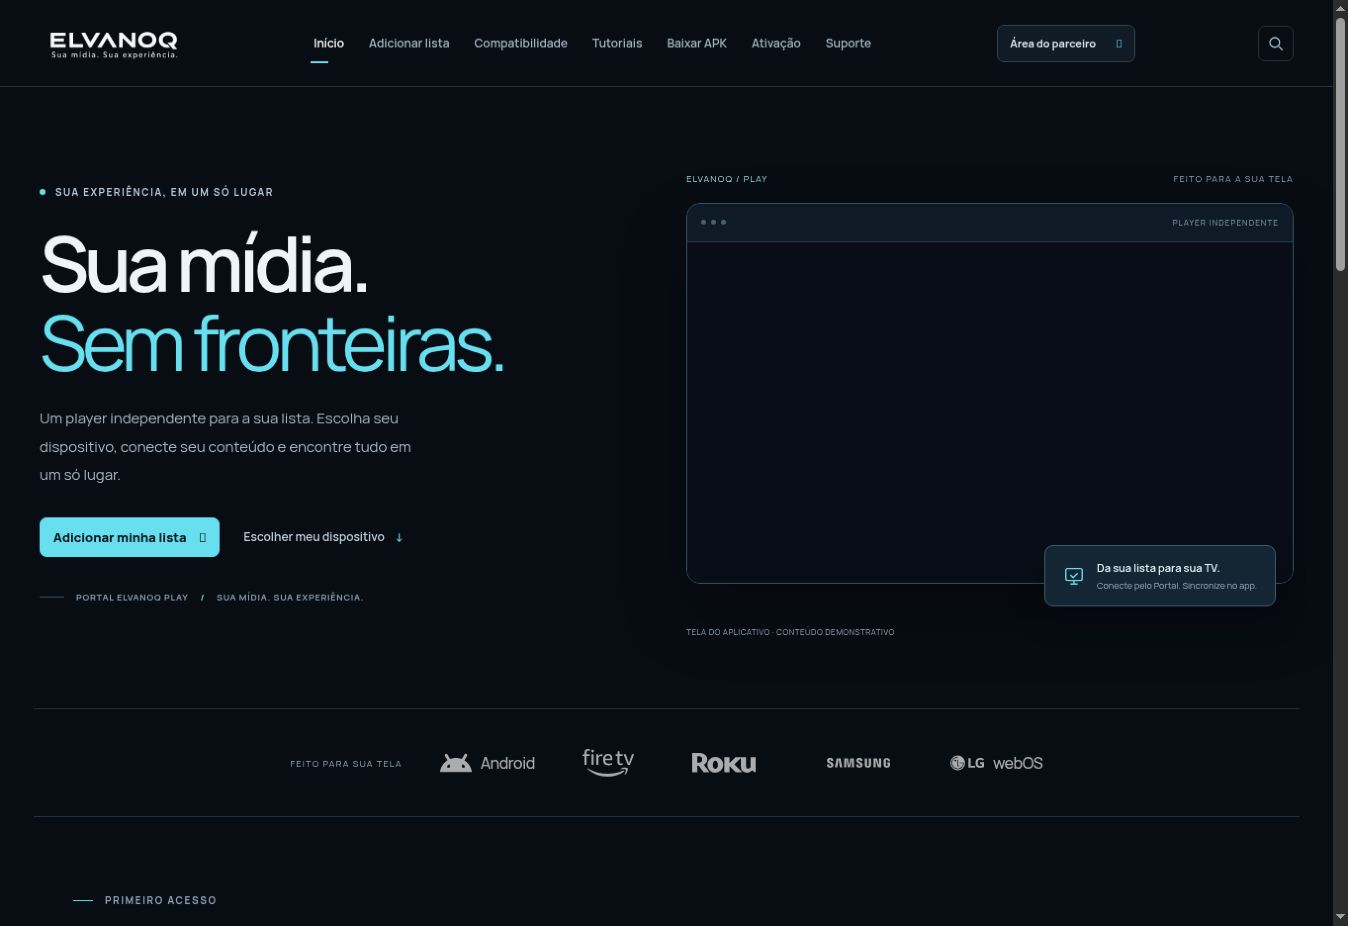 ELVANOQ
Sua mídia. Sua experiência.
Início
Adicionar lista
Compatibilidade
Tutoriais
Baixar APK
Ativação
Suporte
Área do parceiro
SUA EXPERIÊNCIA, EM UM SÓ LUGAR
Sua mídia.
Sem fronteiras.
Um player independente para a sua lista. Escolha seu
dispositivo, conecte seu conteúdo e encontre tudo em
um só lugar.
Adicionar minha lista
Escolher meu dispositivo ↓
PORTAL ELVANOQ PLAY / SUA MÍDIA. SUA EXPERIÊNCIA.
ELVANOQ / PLAY
FEITO PARA A SUA TELA
PLAYER INDEPENDENTE
Da sua lista para sua TV.
Conecte pelo Portal. Sincronize no app.
TELA DO APLICATIVO · CONTEÚDO DEMONSTRATIVO
FEITO PARA SUA TELA
Android
fire tv
ROKU
SAMSUNG
LG webOS
PRIMEIRO ACESSO